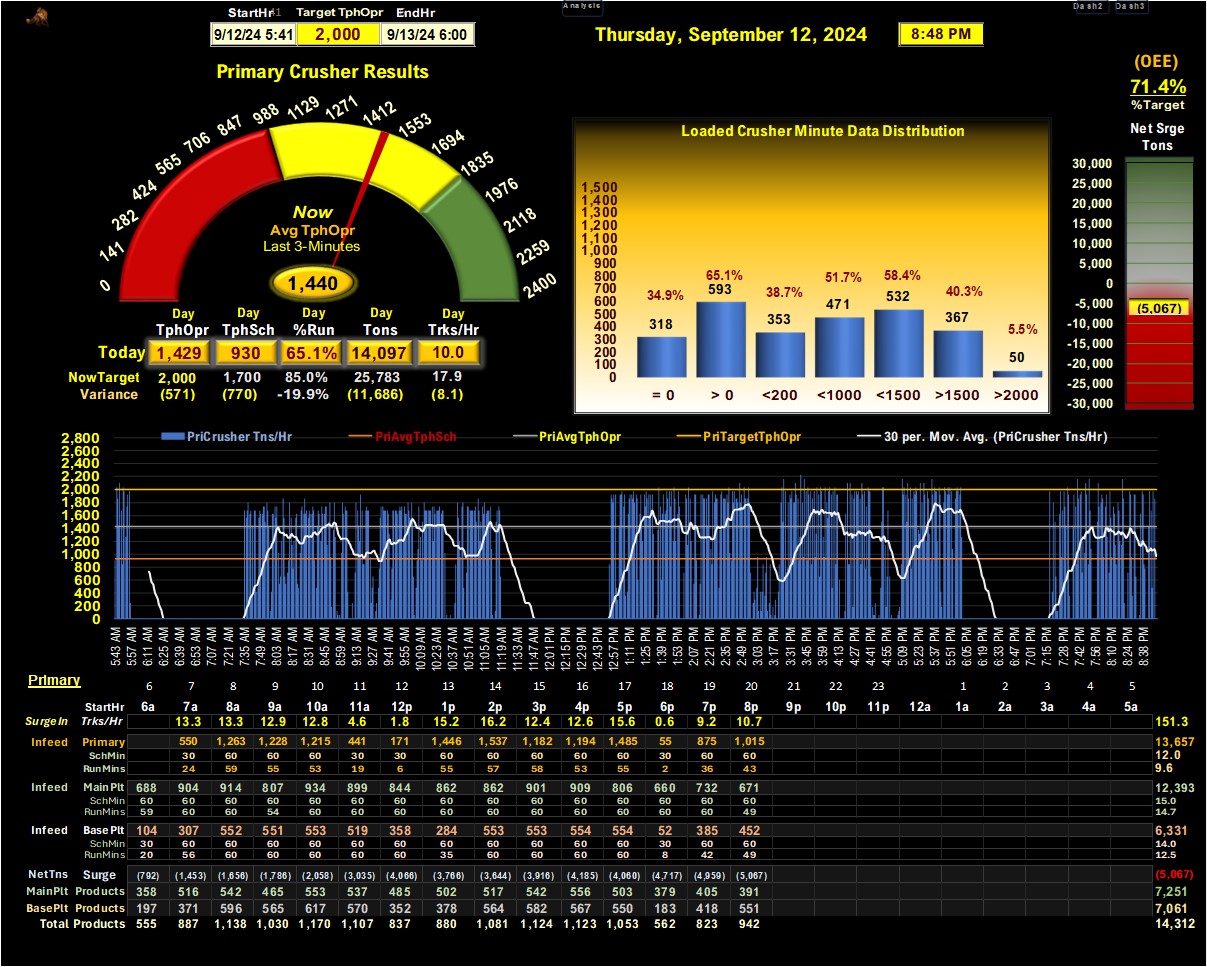 Analysis
Dash2 Dash3
StartHr Target TphOpr EndHr
9/12/24 5:41 2,000 9/13/24 6:00
Thursday, September 12, 2024 8:48 PM
Primary Crusher Results
(OEE)
71.4%
%Target
Net Srge
Tons
0 141 282 424 565 706 847 988 1129 1271 1412 1553 1694 1835 1976 2118 2259 2400
Now
Avg TphOpr
Last 3-Minutes
1,440
Day Day Day Day Day
TphOpr TphSch %Run Tons Trks/Hr
Today 1,429 930 65.1% 14,097 10.0
NowTarget 2,000 1,700 85.0% 25,783 17.9
Variance (571) (770) -19.9% (11,686) (8.1)
Loaded Crusher Minute Data Distribution
1,500
1,400
1,300
1,200
1,100
1,000
900
800
700
600
500
400
300
200
100
0
34.9% 65.1% 38.7% 51.7% 58.4% 40.3% 5.5%
318 593 353 471 532 367 50
= 0 > 0 <200 <1000 <1500 >1500 >2000
30,000
25,000
20,000
15,000
10,000
5,000
0
-5,000
(5,067)
-10,000
-15,000
-20,000
-25,000
-30,000
PriCrusher Tns/Hr PriAvgTphSch PriAvgTphOpr PriTargetTphOpr 30 per. Mov. Avg. (PriCrusher Tns/Hr)
2,800
2,600
2,400
2,200
2,000
1,800
1,600
1,400
1,200
1,000
800
600
400
200
0
5:43 AM 5:57 AM 6:11 AM 6:25 AM 6:39 AM 6:53 AM 7:07 AM 7:21 AM 7:35 AM 7:49 AM 8:03 AM 8:17 AM 8:31 AM 8:45 AM 8:59 AM 9:13 AM 9:27 AM 9:41 AM 9:55 AM 10:09 AM 10:23 AM 10:37 AM 10:51 AM 11:05 AM 11:19 AM 11:33 AM 11:47 AM 12:01 PM 12:15 PM 12:29 PM 12:43 PM 12:57 PM 1:11 PM 1:25 PM 1:39 PM 1:53 PM 2:07 PM 2:21 PM 2:35 PM 2:49 PM 3:03 PM 3:17 PM 3:31 PM 3:45 PM 3:59 PM 4:13 PM 4:27 PM 4:41 PM 4:55 PM 5:09 PM 5:23 PM 5:37 PM 5:51 PM 6:05 PM 6:19 PM 6:33 PM 6:47 PM 7:01 PM 7:15 PM 7:28 PM 7:42 PM 7:56 PM 8:10 PM 8:24 PM 8:38 PM
Primary 6 7 8 9 10 11 12 13 14 15 16 17 18 19 20 21 22 23 1 2 3 4 5
StartHr 6a 7a 8a 9a 10a 11a 12p 1p 2p 3p 4p 5p 6p 7p 8p 9p 10p 11p 12a 1a 2a 3a 4a 5a
SurgeIn Trks/Hr 13.3 13.3 12.9 12.8 4.6 1.8 15.2 16.2 12.4 12.6 15.6 0.6 9.2 10.7 151.3
Infeed Primary 550 1,263 1,228 1,215 441 171 1,446 1,537 1,182 1,194 1,485 55 875 1,015 13,657
SchMin 30 60 60 60 30 30 60 60 60 60 60 30 60 60 12.0
RunMins 24 59 55 53 19 6 55 57 58 53 55 2 36 43 9.6
Infeed MainPlt 688 904 914 807 934 899 844 862 862 901 909 806 660 732 671 12,393
SchMin 60 60 60 60 60 60 60 60 60 60 60 60 60 60 60 15.0
RunMins 59 60 60 54 60 60 60 60 60 60 60 60 60 60 49 14.7
Infeed Base Plt 104 307 552 551 553 519 358 284 553 553 554 554 52 385 452 6,331
SchMin 30 60 60 60 60 60 60 60 60 60 60 60 30 60 60 14.0
RunMins 20 56 60 60 60 60 60 35 60 60 60 60 8 42 49 12.5
NetTns Surge (792) (1,453) (1,656) (1,786) (2,058) (3,035) (4,066) (3,766) (3,644) (3,916) (4,185) (4,060) (4,717) (4,959) (5,067) (5,067)
MainPlt Products 358 516 542 465 553 537 485 502 517 542 556 503 379 405 391 7,251
BasePlt Products 197 371 596 565 617 570 352 378 564 582 567 550 183 418 551 7,061
Total Products 555 887 1,138 1,030 1,170 1,107 837 880 1,081 1,124 1,123 1,053 562 823 942 14,312